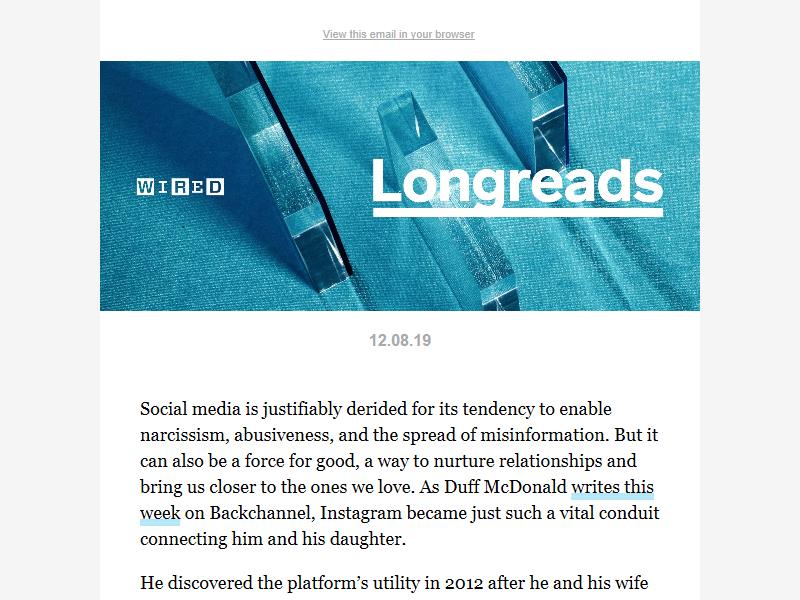 View this email in your browser
WIRED
Longreads
12.08.19
Social media is justifiably derided for its tendency to enable
narcissism, abusiveness, and the spread of misinformation. But it
can also be a force for good, a way to nurture relationships and
bring us closer to the ones we love. As Duff McDonald writes this
week on Backchannel, Instagram became just such a vital conduit
connecting him and his daughter.
He discovered the platform’s utility in 2012 after he and his wife